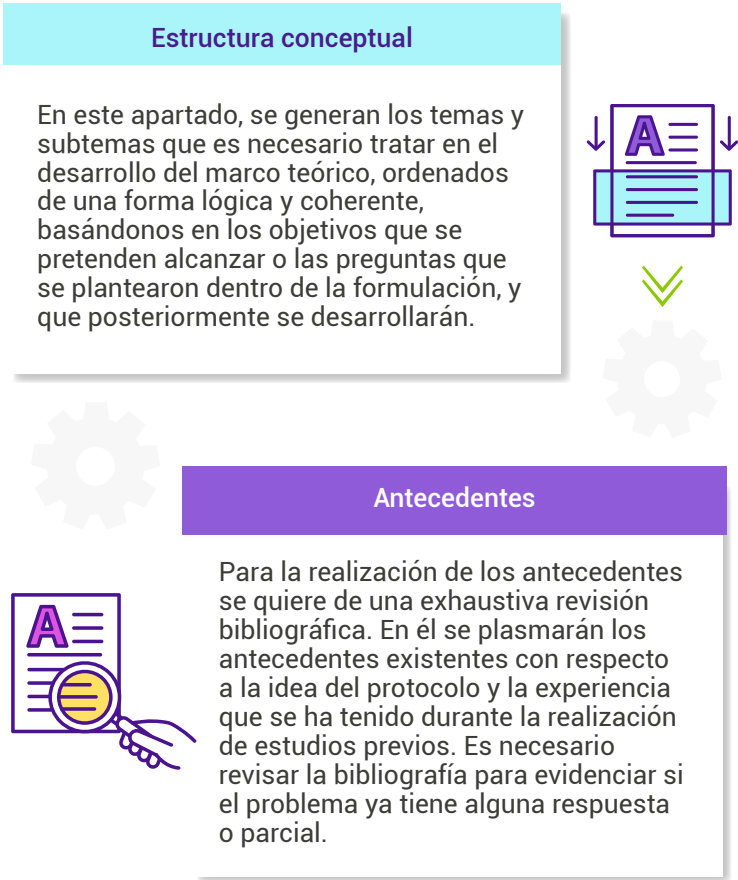 Estructura conceptual
En este apartado, se generan los temas y
subtemas que es necesario tratar en el
desarrollo del marco teórico, ordenados
de una forma lógica y coherente,
basándonos en los objetivos que se
pretenden alcanzar o las preguntas que
se plantearon dentro de la formulación, y
que posteriormente se desarrollarán.
A
Antecedentes
A
Para la realización de los antecedentes
se quiere de una exhaustiva revisión
bibliográfica. En él se plasmarán los
antecedentes existentes con respecto
a la idea del protocolo y la experiencia
que se ha tenido durante la realización
de estudios previos. Es necesario
revisar la bibliografía para evidenciar si
el problema ya tiene alguna respuesta
o parcial.